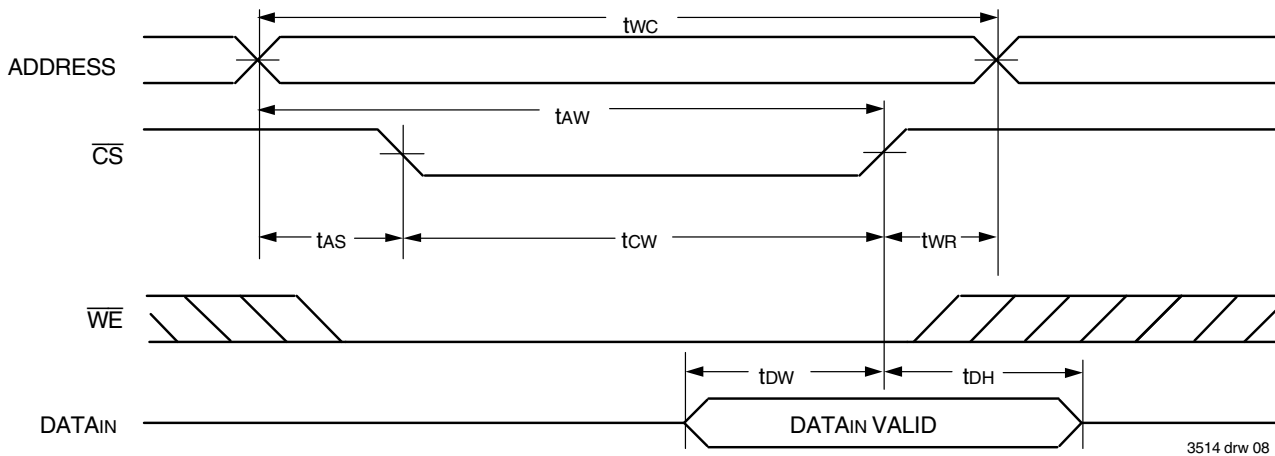 tWC
ADDRESS
tAW
CS
tAS
tCW
tWR
WE
tDW
tDH
DATAIN
DATAIN VALID
3514 drw 08